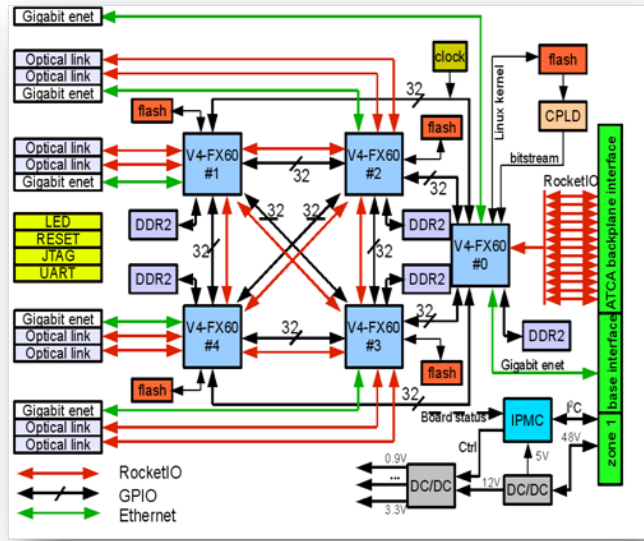 Gigabit enet
Optical link
Optical link
Gigabit enet
flash
32
clock
Linux kernel
flash
CPLD
bitstream
flash
Optical link
Optical link
Gigabit enet
V4-FX60
#1
32
V4-FX60
#2
32
RocketIO
ATCA backplane interface
LED
RESET
JTAG
UART
DDR2
32
32
DDR2
V4-FX60
#0
32
32
DDR2
DDR2
DDR2
Gigabit enet
Optical link
Optical link
V4-FX60
#4
32
V4-FX60
#3
32
Gigabit enet
base interface
flash
flash
32
Gigabit enet
Optical link
Optical link
Board status
IPMC
I²C
zone 1
48V
Ctrl
5V
RocketIO
GPIO
Ethernet
0.9V
...
3.3V
DC/DC
12V
DC/DC